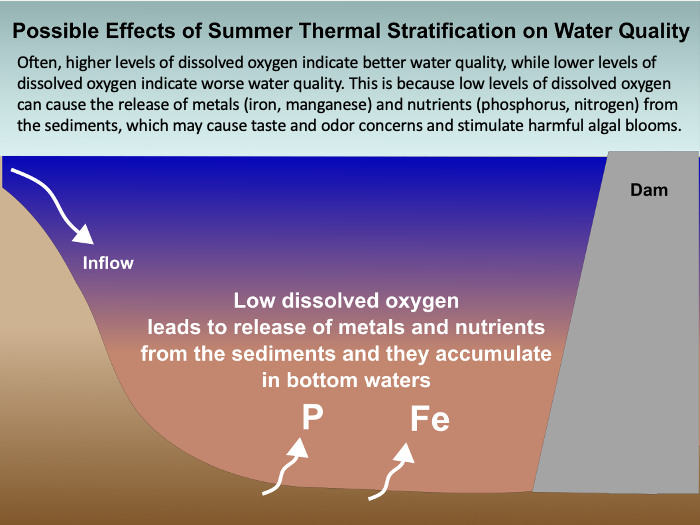 Possible Effects of Summer Thermal Stratification on Water Quality
Often, higher levels of dissolved oxygen indicate better water quality, while lower levels of
dissolved oxygen indicate worse water quality. This is because low levels of dissolved oxygen
can cause the release of metals (iron, manganese) and nutrients (phosphorus, nitrogen) from
the sediments, which may cause taste and odor concerns and stimulate harmful algal blooms.
Dam
Inflow
Low dissolved oxygen
leads to release of metals and nutrients
from the sediments and they accumulate
in bottom waters
P Fe